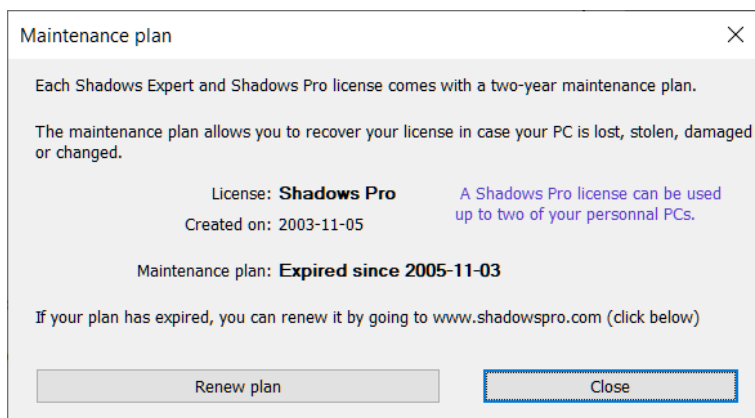 Maintenance plan
Each Shadows Expert and Shadows Pro license comes with a two-year maintenance plan.
The maintenance plan allows you to recover your license in case your PC is lost, stolen, damaged
or changed.
License: Shadows Pro
A Shadows Pro license can be used
up to two of your personnal PCs.
Created on: 2003-11-05
Maintenance plan: Expired since 2005-11-03
If your plan has expired, you can renew it by going to www.shadowspro.com (click below)
Renew plan
Close